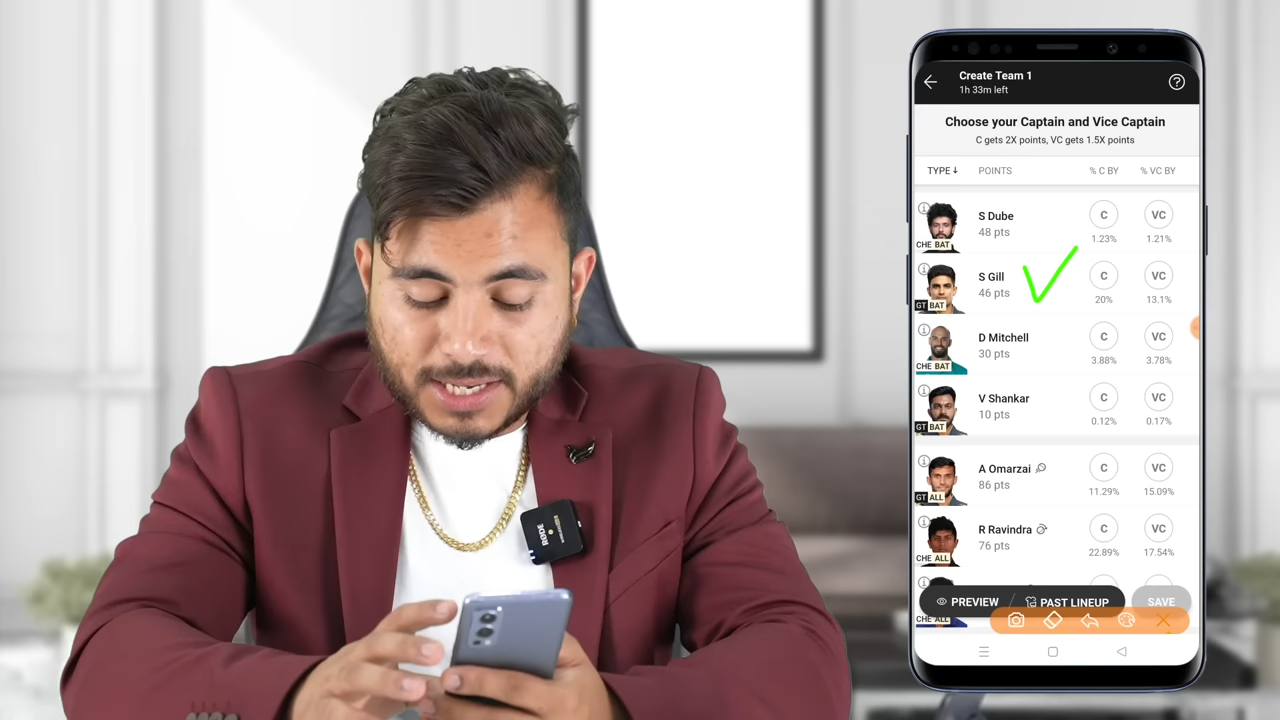 Create Team 1
1h 33m left
Choose your Captain and Vice Captain
C gets 2X points, VC gets 1.5X points
TYPE↓ POINTS % C BY % VC BY
S Dube C VC
48 pts 1.23% 1.21%
CHE BAT
S Gill C VC
46 pts 20% 13.1%
GT BAT
D Mitchell C VC
30 pts 3.88% 3.78%
CHE BAT
V Shankar C VC
10 pts 0.12% 0.17%
GT BAT
A Omarzai C VC
86 pts 11.29% 15.09%
GT ALL
R Ravindra C VC
76 pts 22.89% 17.54%
CHE ALL
PREVIEW / PAST LINEUP SAVE
CHE ALL
RØDE